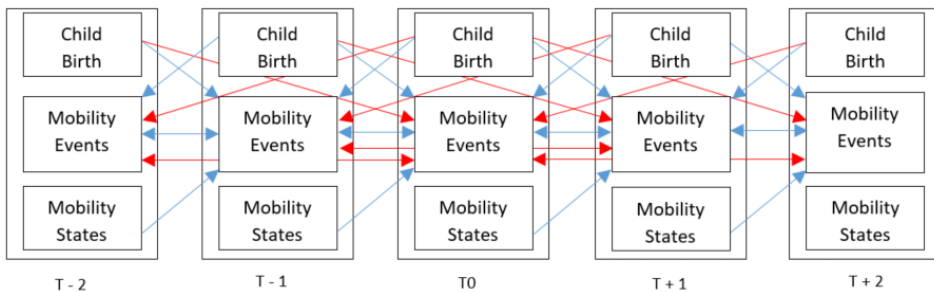 Child
Birth
Child
Birth
Child
Birth
Child
Birth
Child
Birth
Mobility
Events
Mobility
Events
Mobility
Events
Mobility
Events
Mobility
Events
Mobility
States
Mobility
States
Mobility
States
Mobility
States
Mobility
States
T - 2
T - 1
T0
T + 1
T + 2